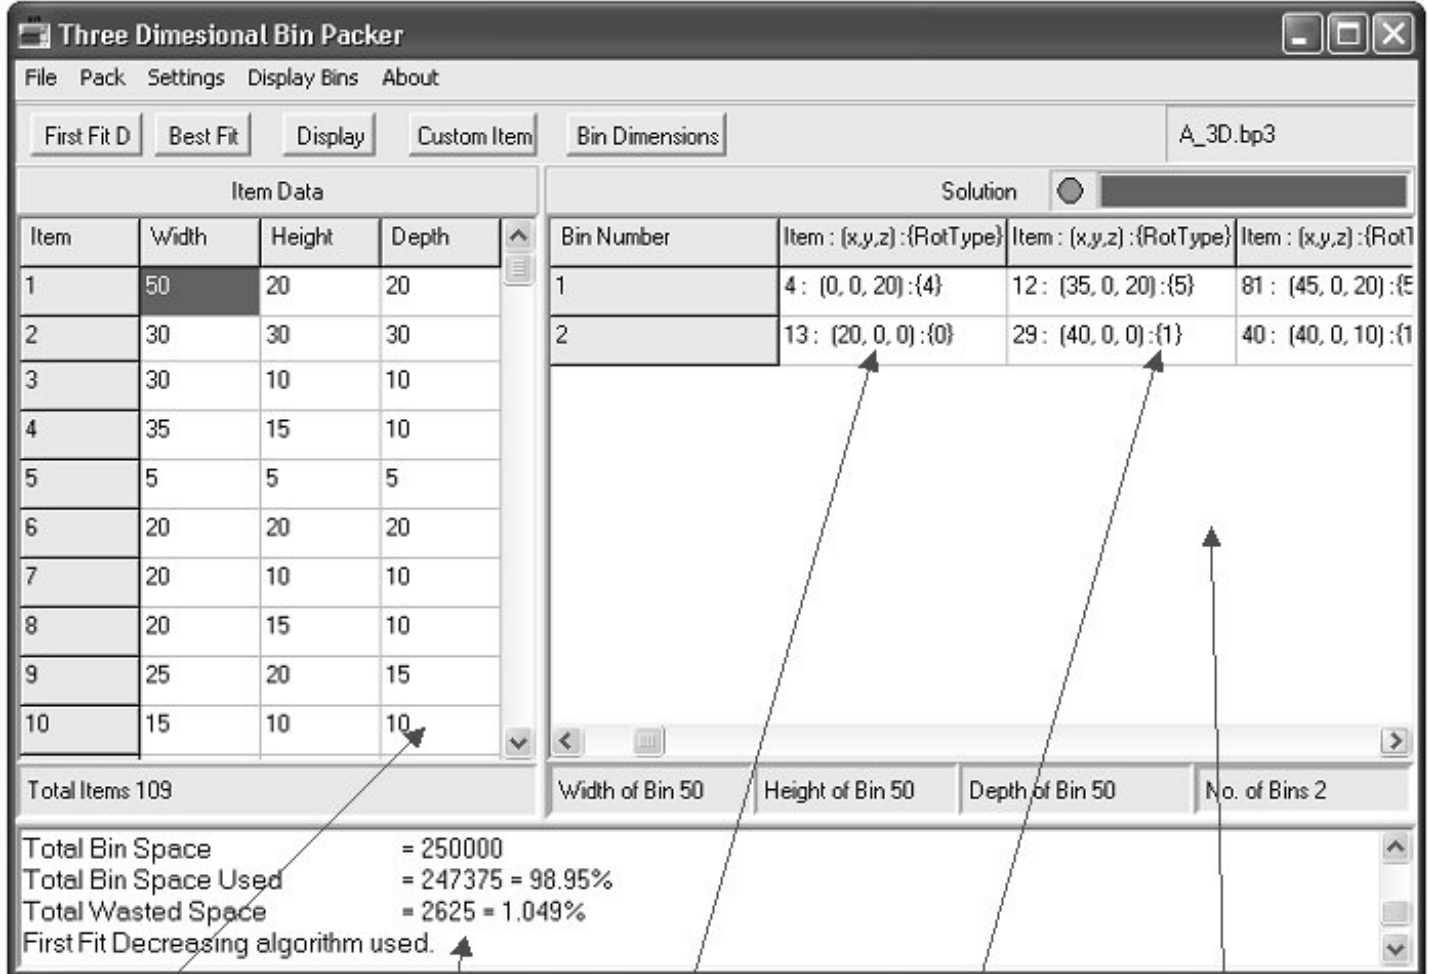 Three Dimesional Bin Packer
File Pack Settings Display Bins About
First Fit D Best Fit Display Custom Item Bin Dimensions A_3D.bp3
Item Data Solution
Item Width Height Depth Bin Number Item : (x,y,z) :{RotType} Item : (x,y,z) :{RotType} Item : (x,y,z) :{RotT
1 50 20 20 1 4 : (0, 0, 20) :{4} 12 : (35, 0, 20) :{5} 81 : (45, 0, 20) :{5
2 30 30 30 2 13 : (20, 0, 0) :{0} 29 : (40, 0, 0) :{1} 40 : (40, 0, 10) :{1
3 30 10 10
4 35 15 10
5 5 5 5
6 20 20 20
7 20 10 10
8 20 15 10
9 25 20 15
10 15 10 10
Total Items 109 Width of Bin 50 Height of Bin 50 Depth of Bin 50 No. of Bins 2
Total Bin Space = 250000
Total Bin Space Used = 247375 = 98.95%
Total Wasted Space = 2625 = 1.049%
First Fit Decreasing algorithm used.